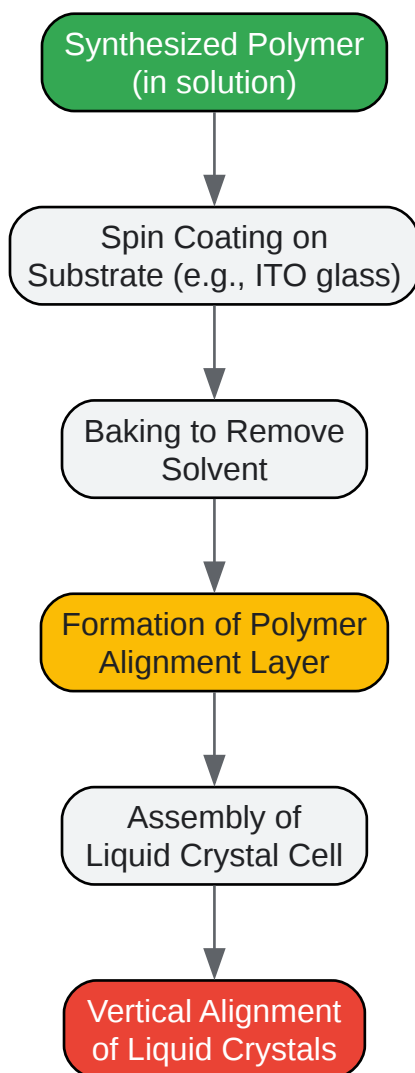 Synthesized Polymer
(in solution)
Spin Coating on
Substrate (e.g., ITO glass)
Baking to Remove
Solvent
Formation of Polymer
Alignment Layer
Assembly of
Liquid Crystal Cell
Vertical Alignment
of Liquid Crystals